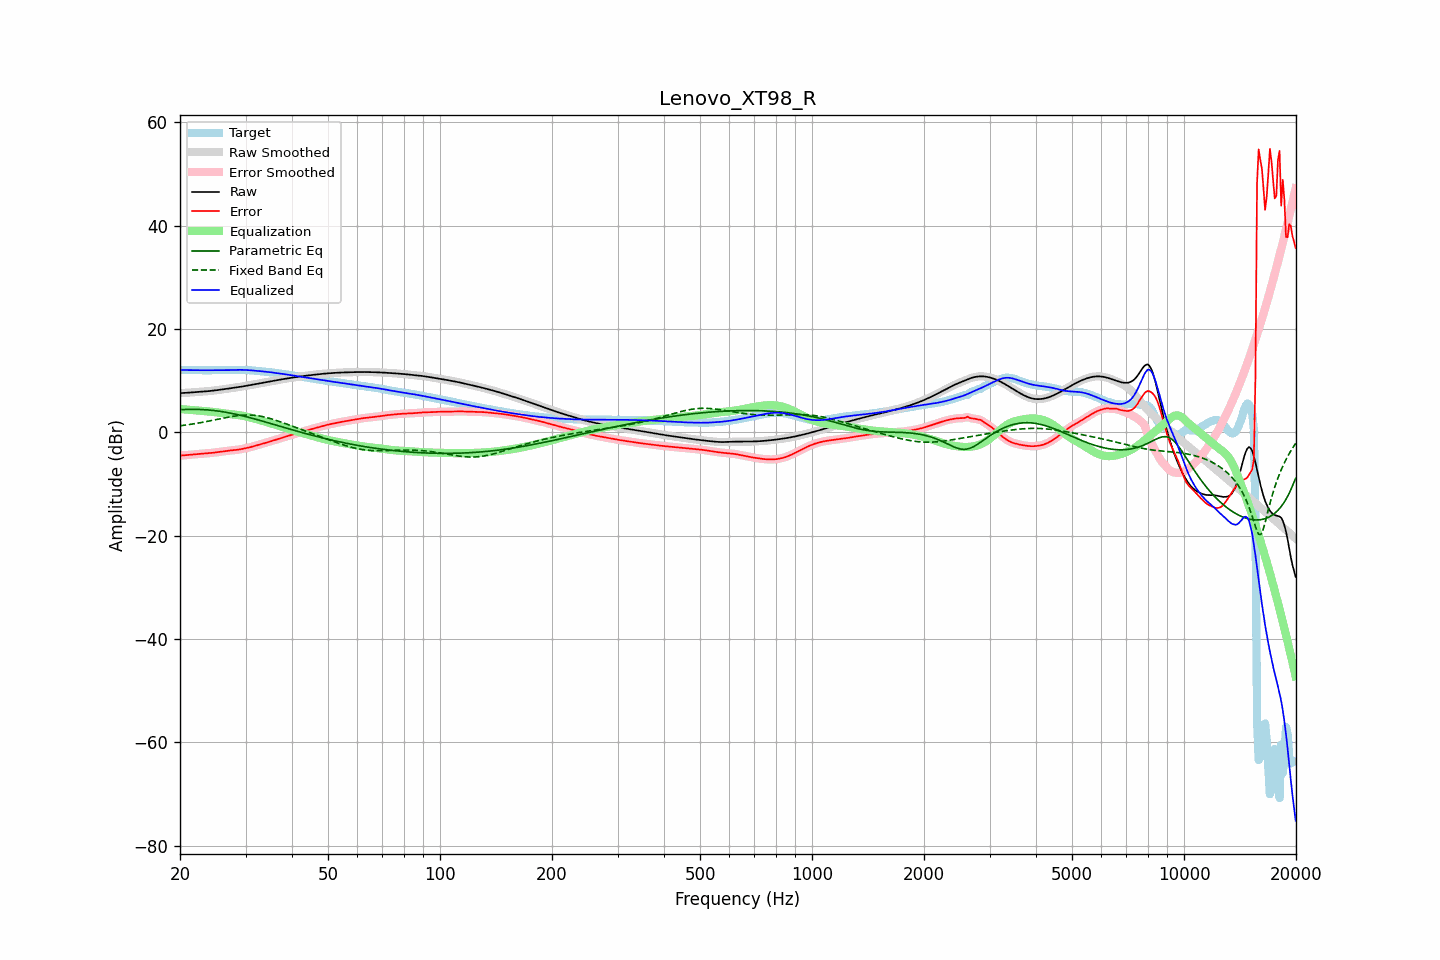 Lenovo_XT98_R
60
40
20
0
−20
−40
−60
−80
Amplitude (dBr)
Target
Raw Smoothed
Error Smoothed
Raw
Error
Equalization
Parametric Eq
Fixed Band Eq
Equalized
20 50 100 200 500 1000 2000 5000 10000 20000
Frequency (Hz)